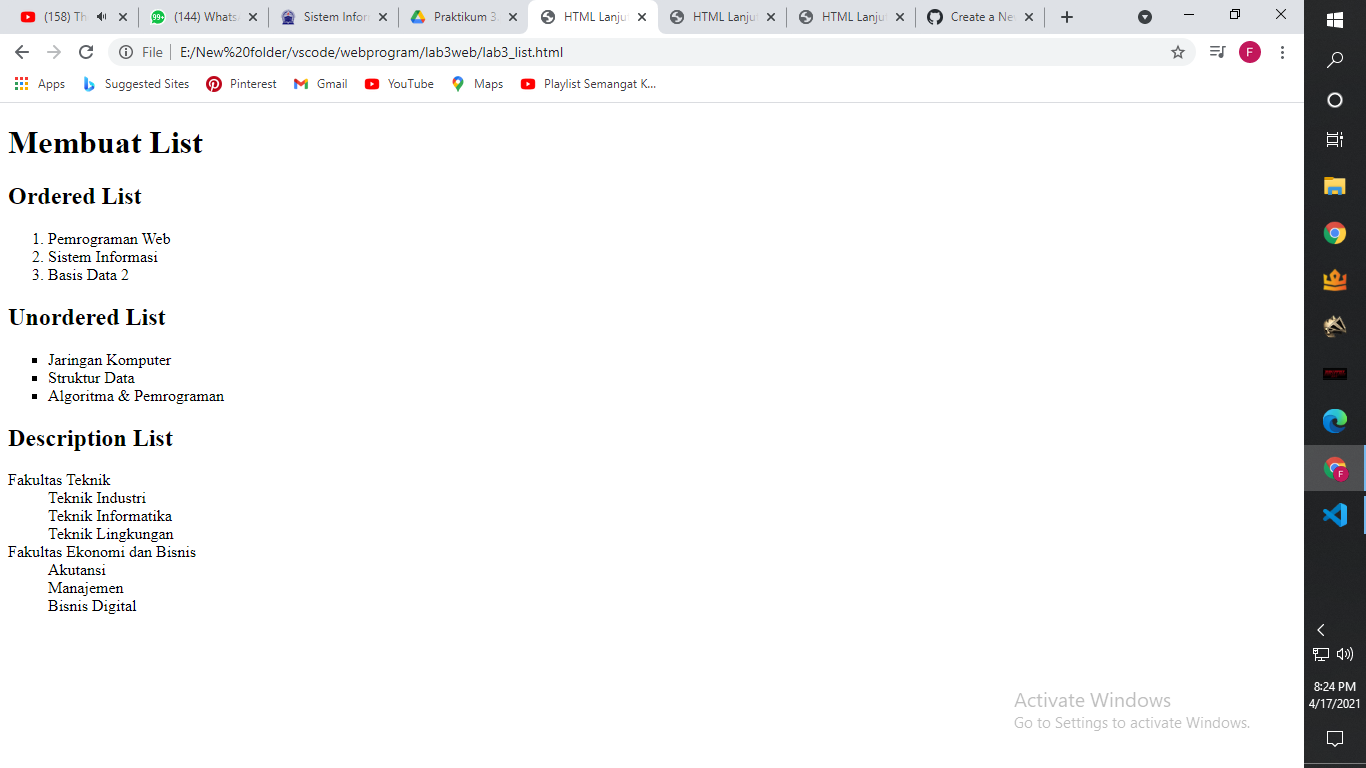 (158) Th
(144) Whats
Sistem Infor
Praktikum 3.
HTML Lanju
HTML Lanju
HTML Lanju
Create a Ne
File
E:/New%20folder/vscode/webprogram/lab3web/lab3_list.html
F
Apps
Suggested Sites
Pinterest
Gmail
YouTube
Maps
Playlist Semangat K...
Membuat List
Ordered List
1. Pemrograman Web
2. Sistem Informasi
3. Basis Data 2
Unordered List
▪ Jaringan Komputer
▪ Struktur Data
▪ Algoritma & Pemrograman
Description List
Fakultas Teknik
Teknik Industri
Teknik Informatika
Teknik Lingkungan
Fakultas Ekonomi dan Bisnis
Akutansi
Manajemen
Bisnis Digital
Activate Windows
Go to Settings to activate Windows.
8:24 PM
4/17/2021